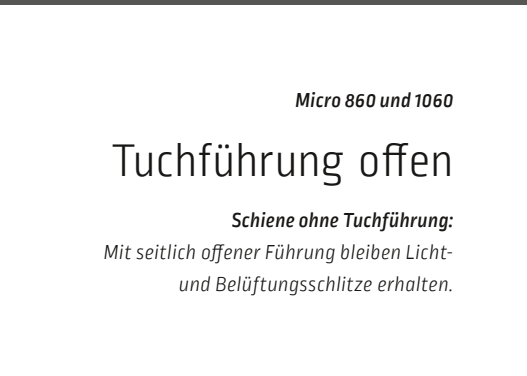 Micro 860 und 1060
Tuchführung offen
Schiene ohne Tuchführung:
Mit seitlich offener Führung bleiben Licht-
und Belüftungsschlitze erhalten.